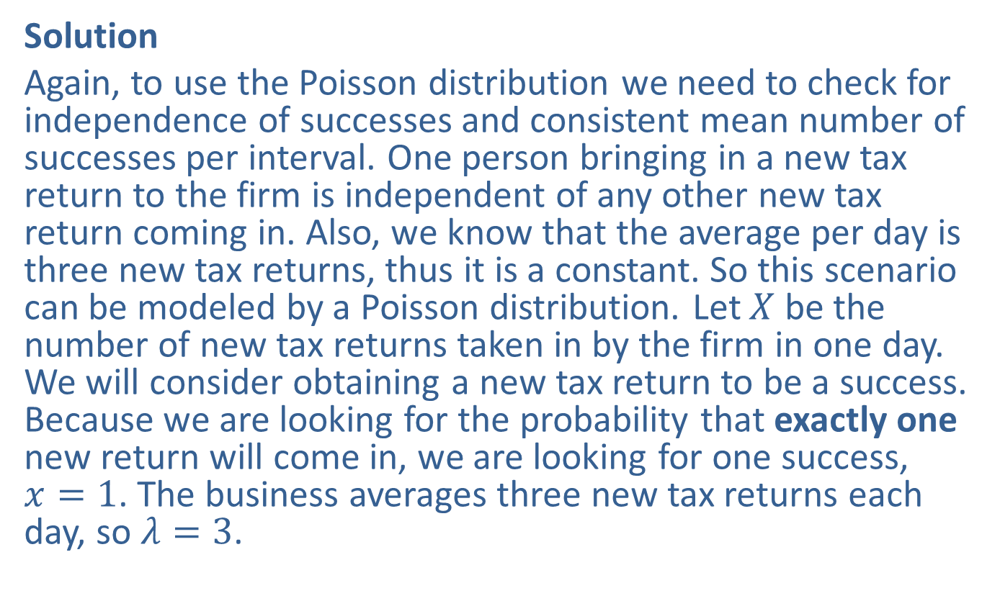 Solution
Again, to use the Poisson distribution we need to check for
independence of successes and consistent mean number of
successes per interval. One person bringing in a new tax
return to the firm is independent of any other new tax
return coming in. Also, we know that the average per day is
three new tax returns, thus it is a constant. So this scenario
can be modeled by a Poisson distribution. Let X be the
number of new tax returns taken in by the firm in one day.
We will consider obtaining a new tax return to be a success.
Because we are looking for the probability that exactly one
new return will come in, we are looking for one success,
x = 1. The business averages three new tax returns each
day, so λ = 3.